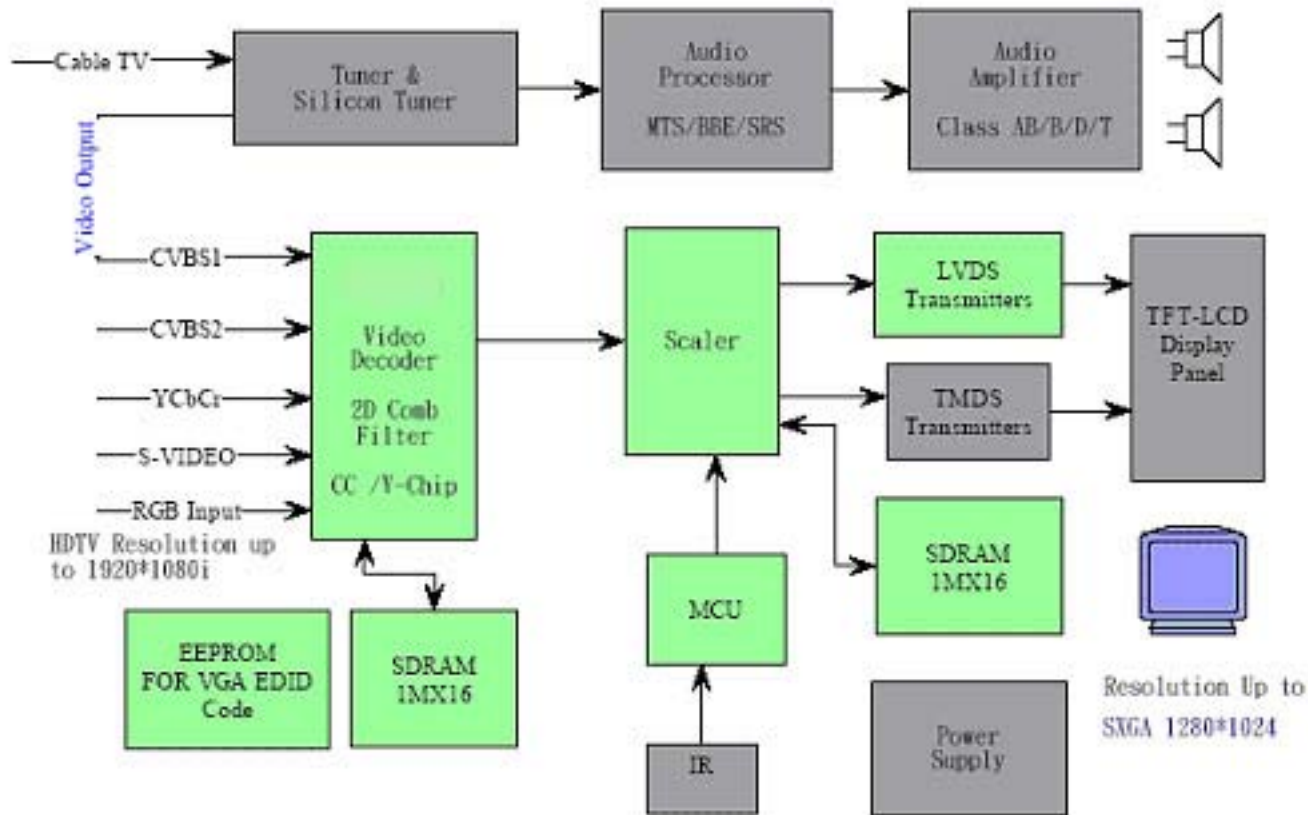 Cable TV
Tuner &
Silicon Tuner
Audio
Processor
MTS/BBE/SRS
Audio
Amplifier
Class AB/B/D/T
Video Output
CVBS1
CVBS2
YCbCr
S-VIDEO
RGB Input
HDTV Resolution up
to 1920*1080i
Video
Decoder
2D Comb
Filter
CC /V-Chip
Scaler
LVDS
Transmitters
TMDS
Transmitters
TFT-LCD
Display
Panel
EEPROM
FOR VGA EDID
Code
SDRAM
1MX16
MCU
IR
SDRAM
1MX16
Power
Supply
Resolution Up to
SXGA 1280*1024